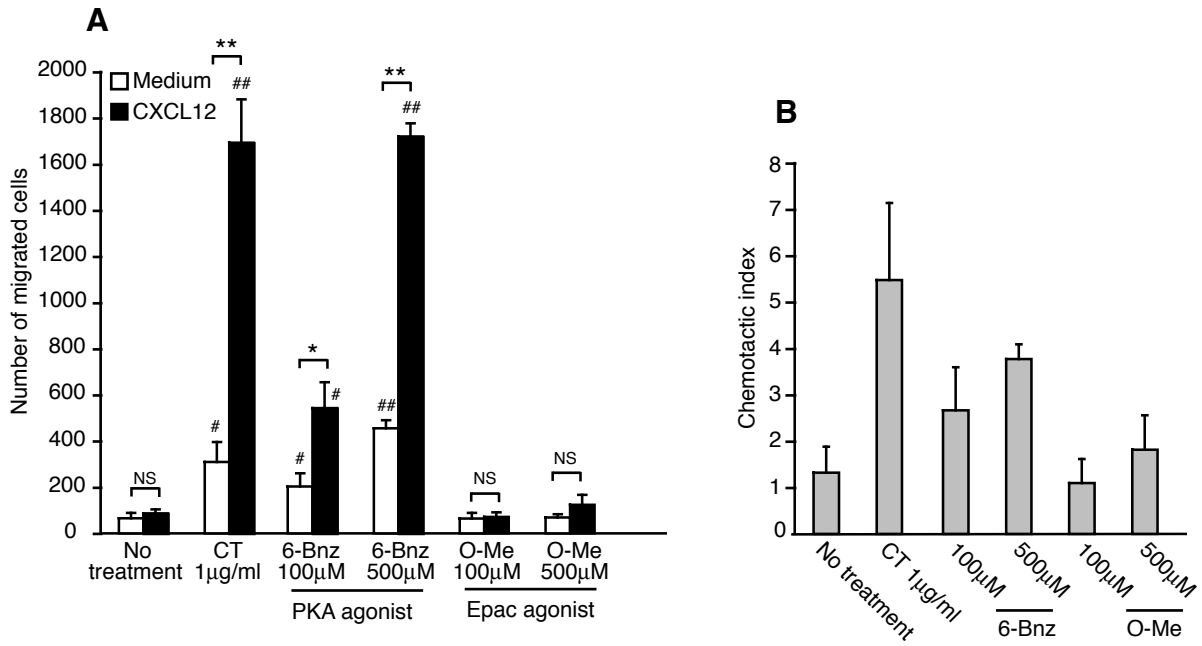 A
Number of migrated cells
2000
1800
1600
1400
1200
1000
800
600
400
200
0
Medium
CXCL12
NS
#
**
##
#
*
#
##
**
##
NS
NS
No treatment
CT 1µg/ml
6-Bnz 100µM
6-Bnz 500µM
O-Me 100µM
O-Me 500µM
PKA agonist
Epac agonist
B
Chemotactic index
8
7
6
5
4
3
2
1
0
No treatment
CT 1µg/ml
100µM
500µM
100µM
500µM
6-Bnz
O-Me